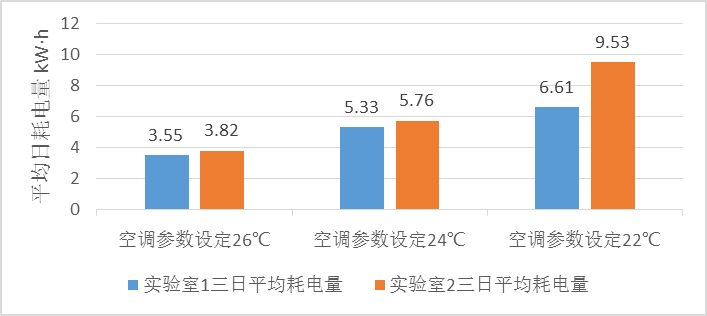 平均日耗电量 kW·h
12
10
8
6
4
2
0
3.55
3.82
5.33
5.76
6.61
9.53
空调参数设定26℃
空调参数设定24℃
空调参数设定22℃
实验室1三日平均耗电量
实验室2三日平均耗电量